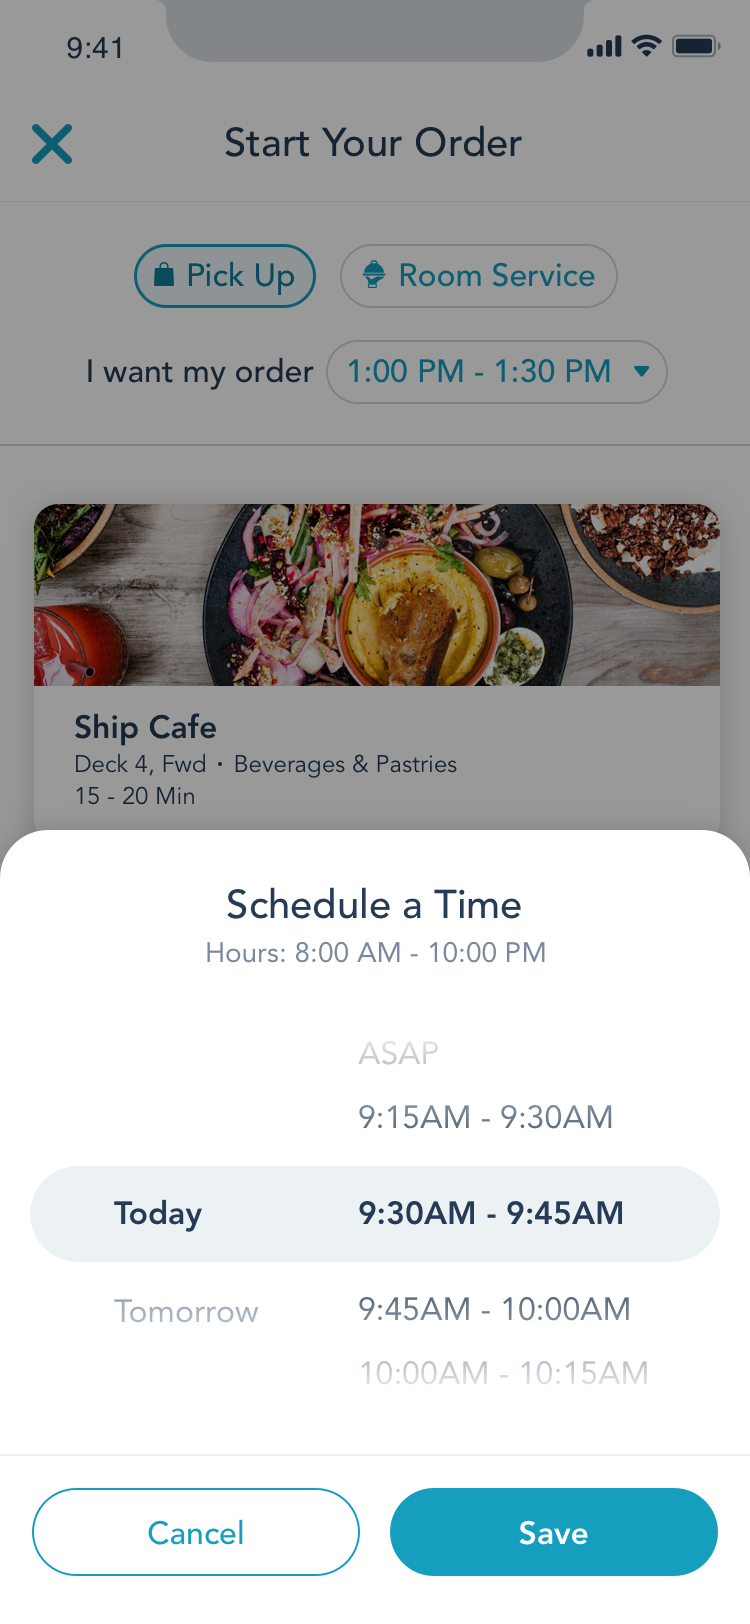 9:41
Start Your Order
Pick Up
Room Service
I want my order 1:00 PM - 1:30 PM
Ship Cafe
Deck 4, Fwd • Beverages & Pastries
15 - 20 Min
Schedule a Time
Hours: 8:00 AM - 10:00 PM
ASAP
9:15AM - 9:30AM
Today 9:30AM - 9:45AM
Tomorrow 9:45AM - 10:00AM
10:00AM - 10:15AM
Cancel
Save